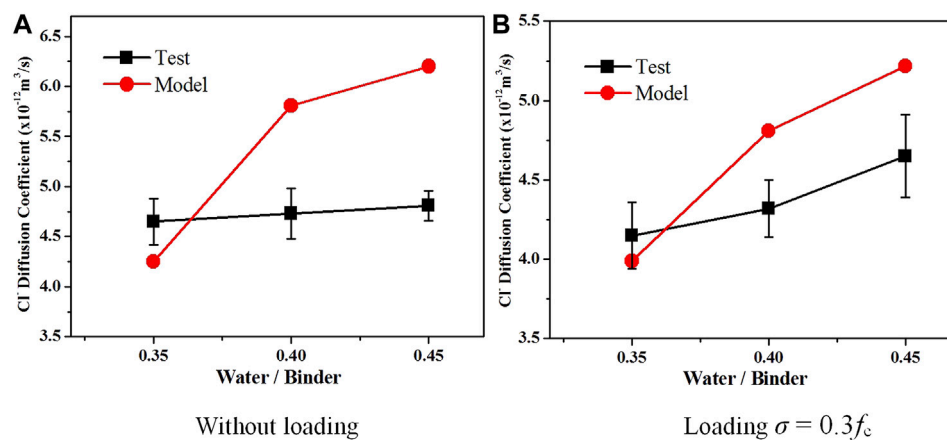 A
Cl⁻ Diffusion Coefficient (x10⁻¹² m³/s)
6.5
6.0
5.5
5.0
4.5
4.0
3.5
Test
Model
0.35
0.40
0.45
Water / Binder
Without loading
B
Cl⁻ Diffusion Coefficient (x10⁻¹² m³/s)
5.5
5.0
4.5
4.0
3.5
Test
Model
0.35
0.40
0.45
Water / Binder
Loading σ = 0.3f_c